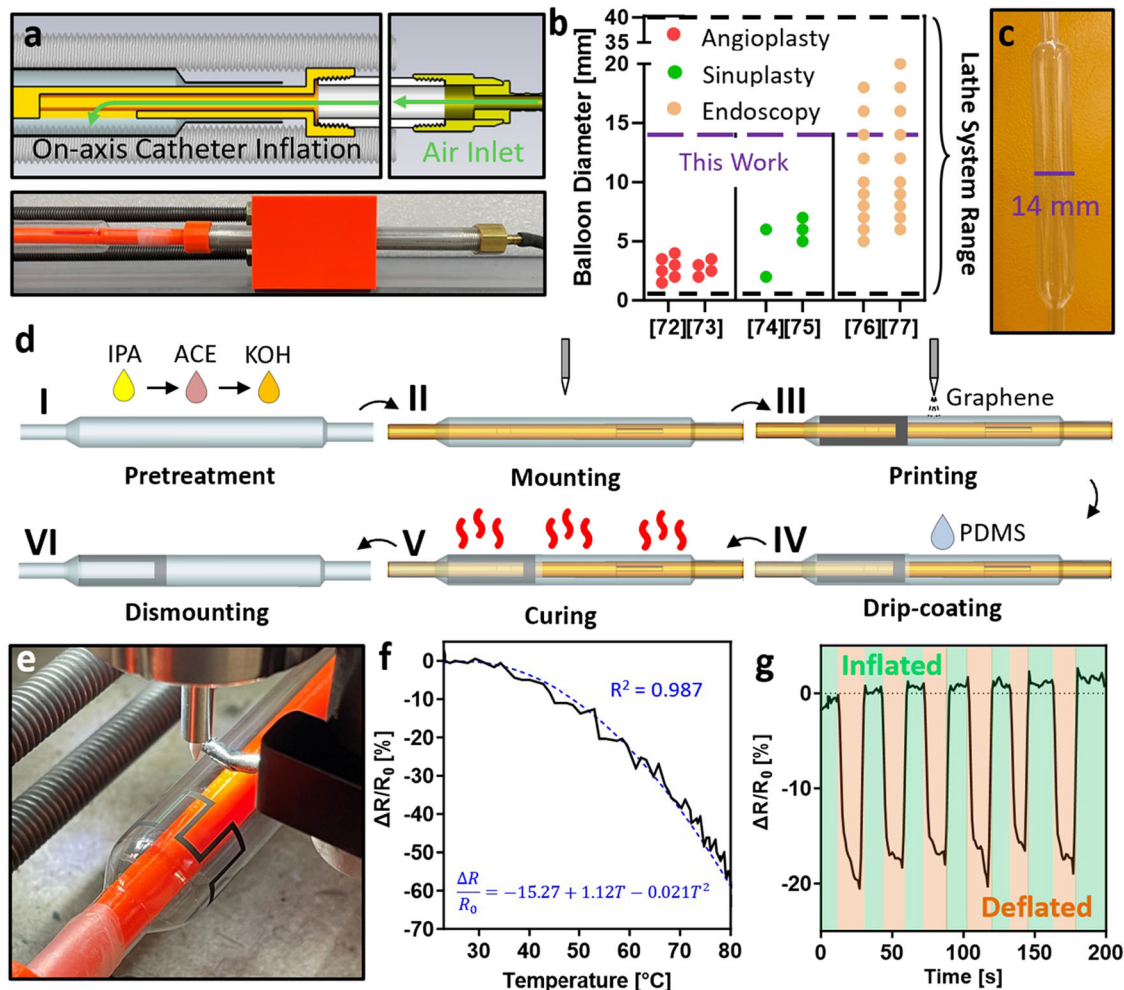 a
On-axis Catheter Inflation
Air Inlet
b
Balloon Diameter [mm]
40
35
20
15
10
5
0
Angioplasty
Sinuplasty
Endoscopy
This Work
[72][73]
[74][75]
[76][77]
Lathe System Range
c
14 mm
d
IPA
ACE
KOH
I
Pretreatment
II
Mounting
III
Graphene
Printing
IV
PDMS
Drip-coating
V
Curing
VI
Dismounting
e
f
ΔR/R₀ [%]
0
-10
-20
-30
-40
-50
-60
-70
R² = 0.987
ΔR/R₀ = −15.27 + 1.12T − 0.021T²
30 40 50 60 70 80
Temperature [°C]
g
Inflated
ΔR/R₀ [%]
0
-10
-20
Deflated
0 50 100 150 200
Time [s]